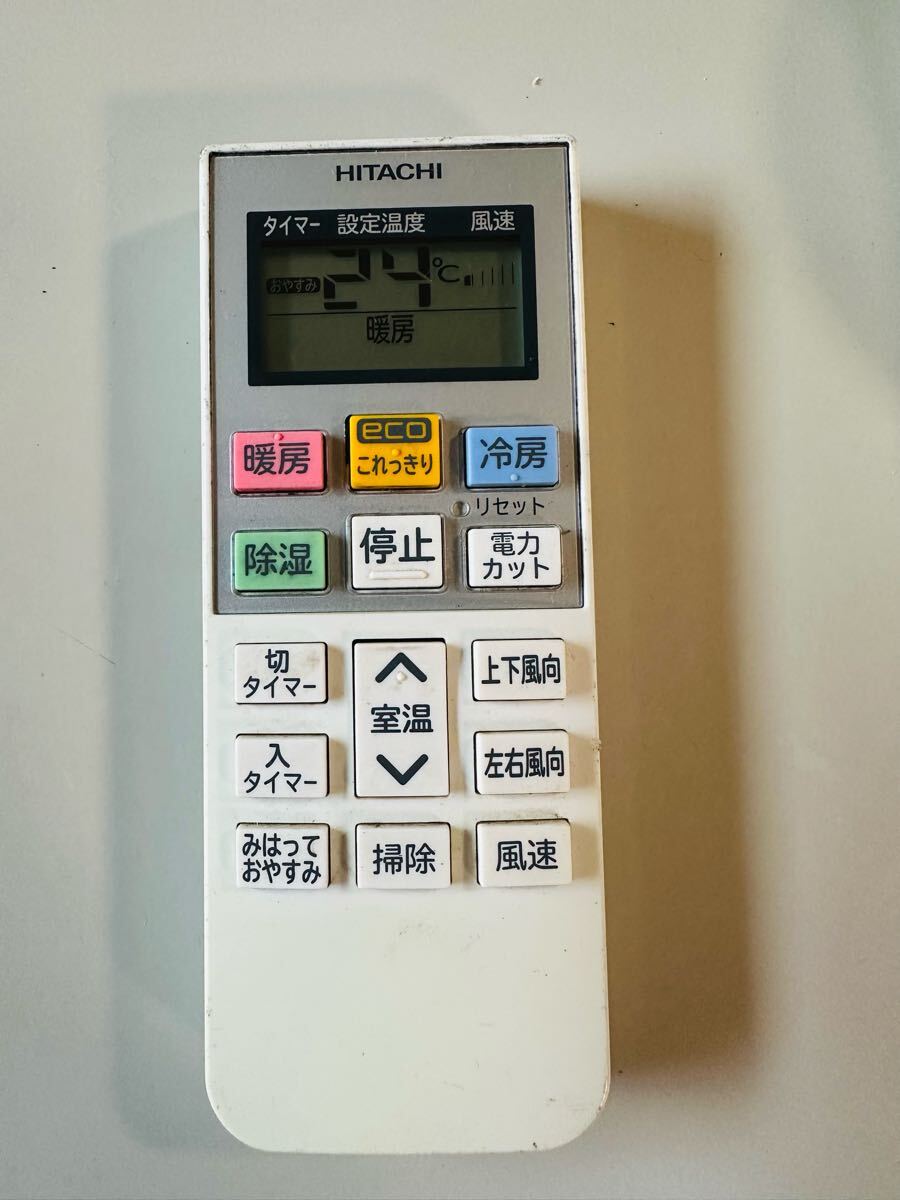 HITACHI
タイマー 設定温度 風速
おやすみ 24℃
暖房
暖房 eco これっきり 冷房
リセット
除湿 停止 電力カット
切タイマー 室温 上下風向
入タイマー 左右風向
みはっておやすみ 掃除 風速